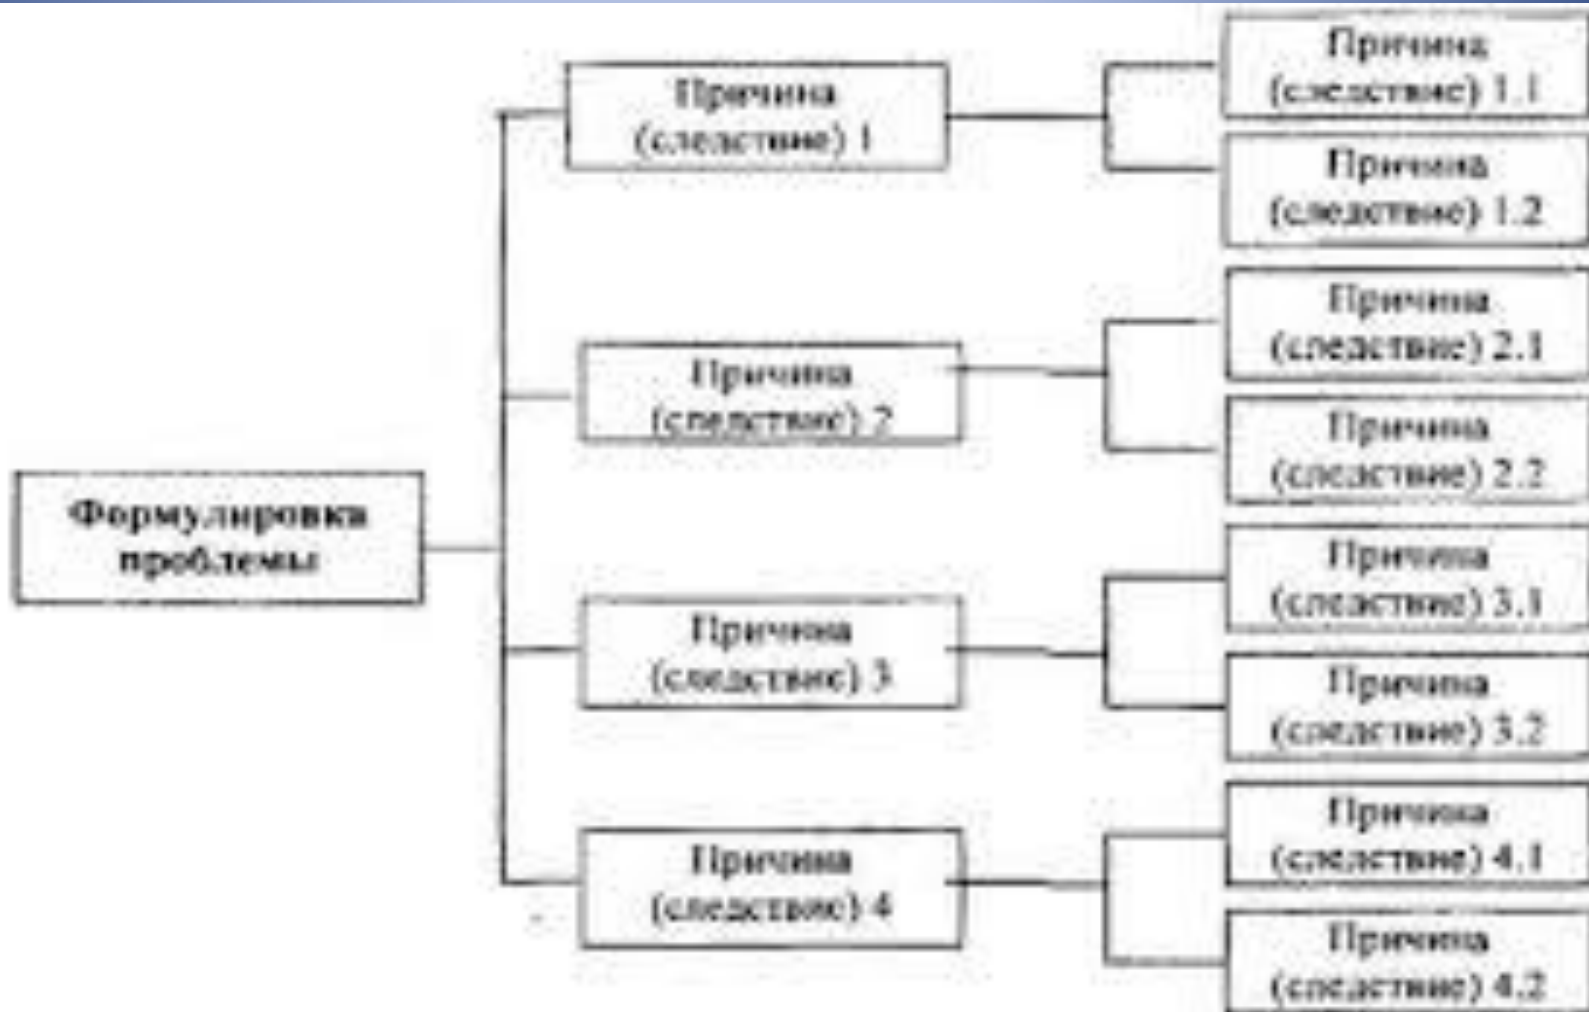 Формулировка
проблемы
Причина
(следствие) 1
Причина
(следствие) 2
Причина
(следствие) 3
Причина
(следствие) 4
Причина
(следствие) 1.1
Причина
(следствие) 1.2
Причина
(следствие) 2.1
Причина
(следствие) 2.2
Причина
(следствие) 3.1
Причина
(следствие) 3.2
Причина
(следствие) 4.1
Причина
(следствие) 4.2